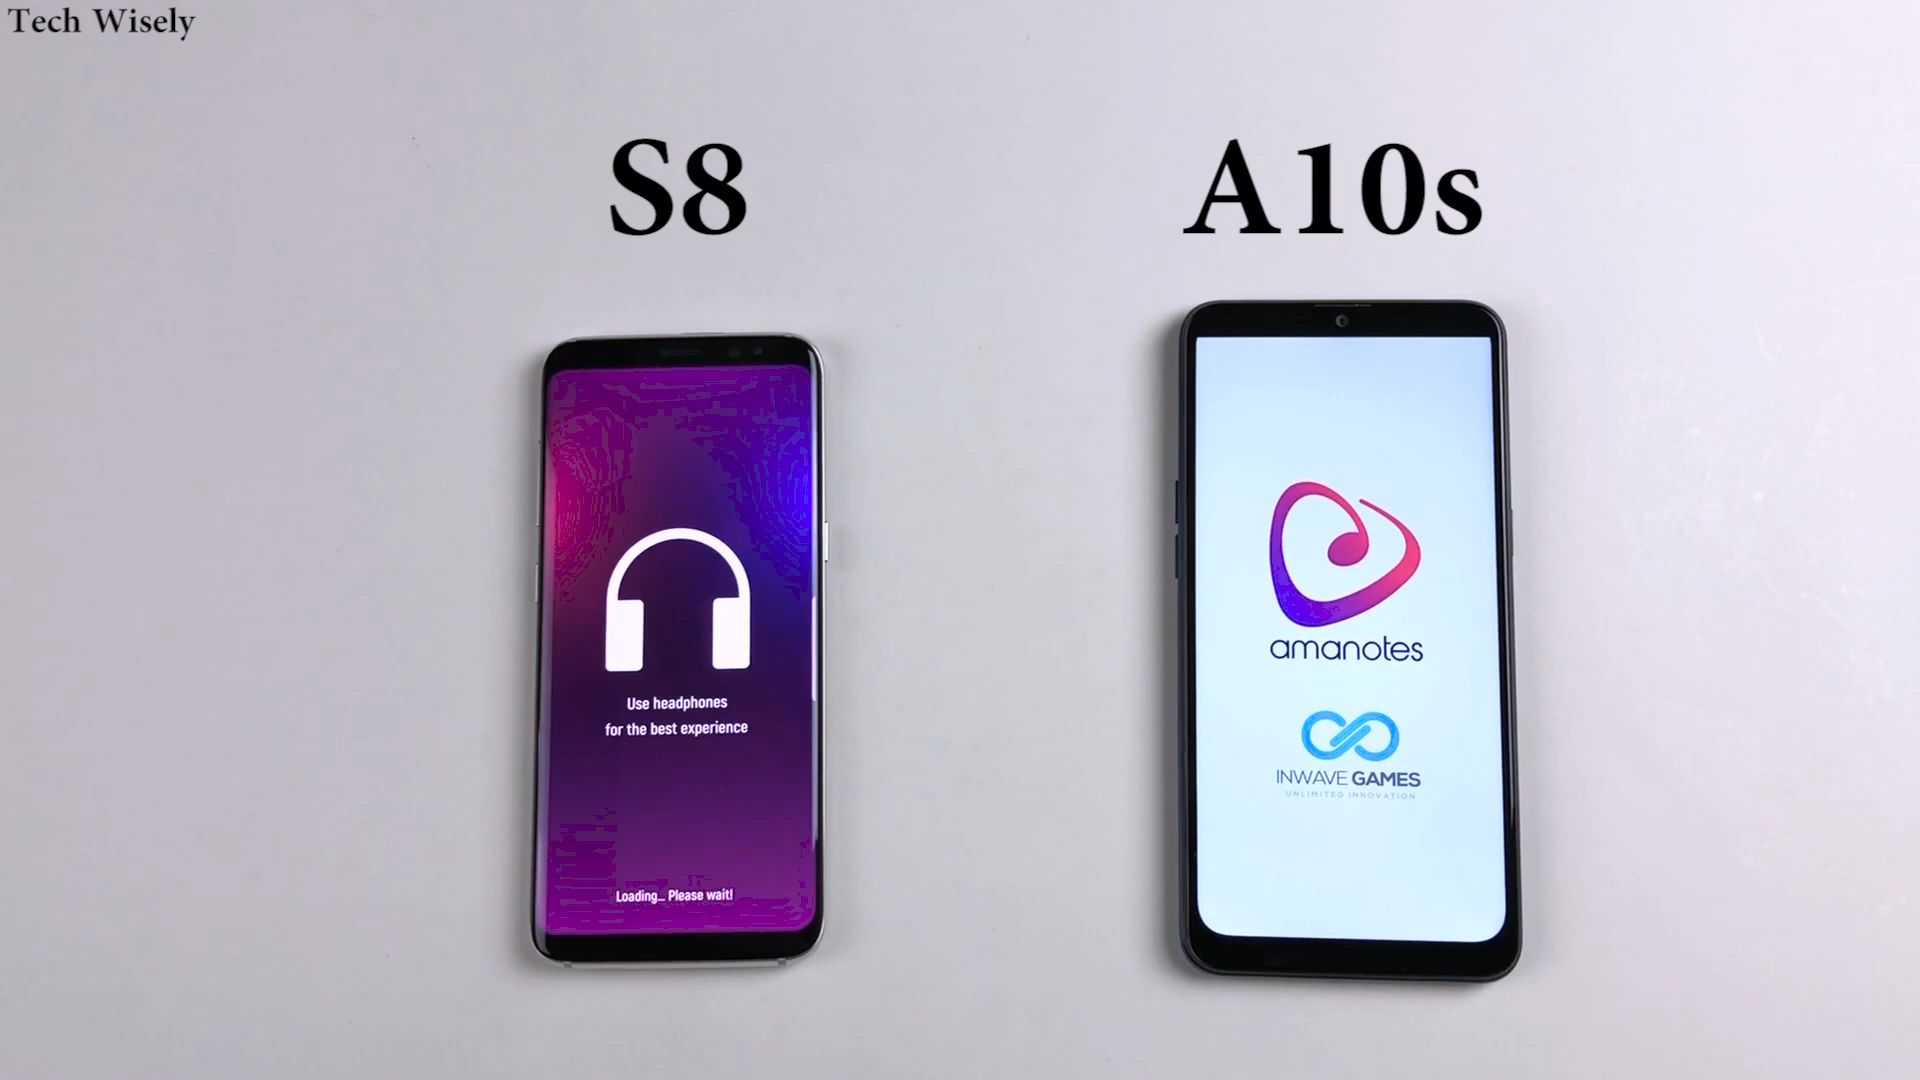 Tech Wisely
S8
A10s
Use headphones
for the best experience
Loading... Please wait!
amanotes
INWAVE GAMES
UNLIMITED INNOVATION